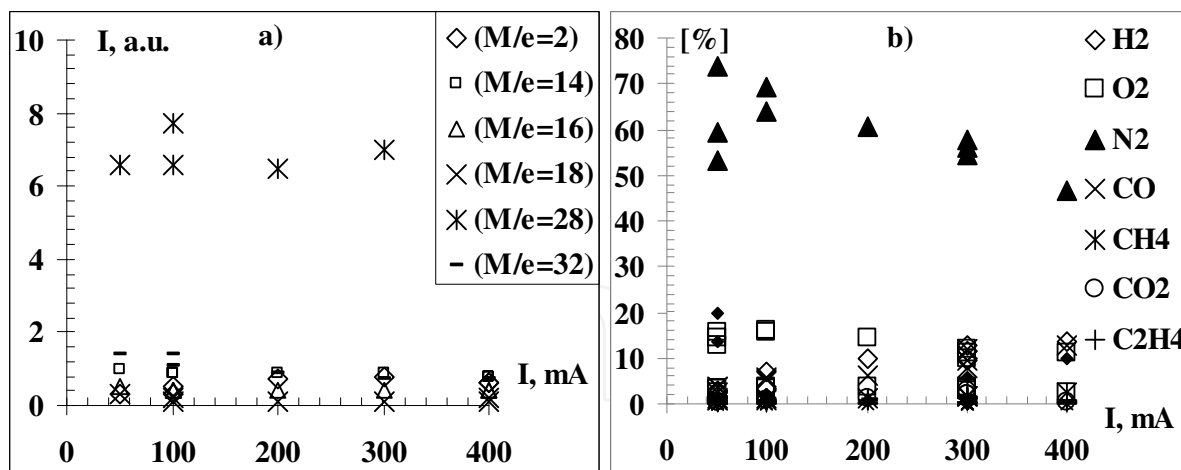 I, a.u.
a)
10
8
6
4
2
0
0 100 200 300 400
I, mA
(M/e=2)
(M/e=14)
(M/e=16)
(M/e=18)
(M/e=28)
(M/e=32)
[%]
b)
80
70
60
50
40
30
20
10
0
0 100 200 300 400
I, mA
H2
O2
N2
CO
CH4
CO2
C2H4